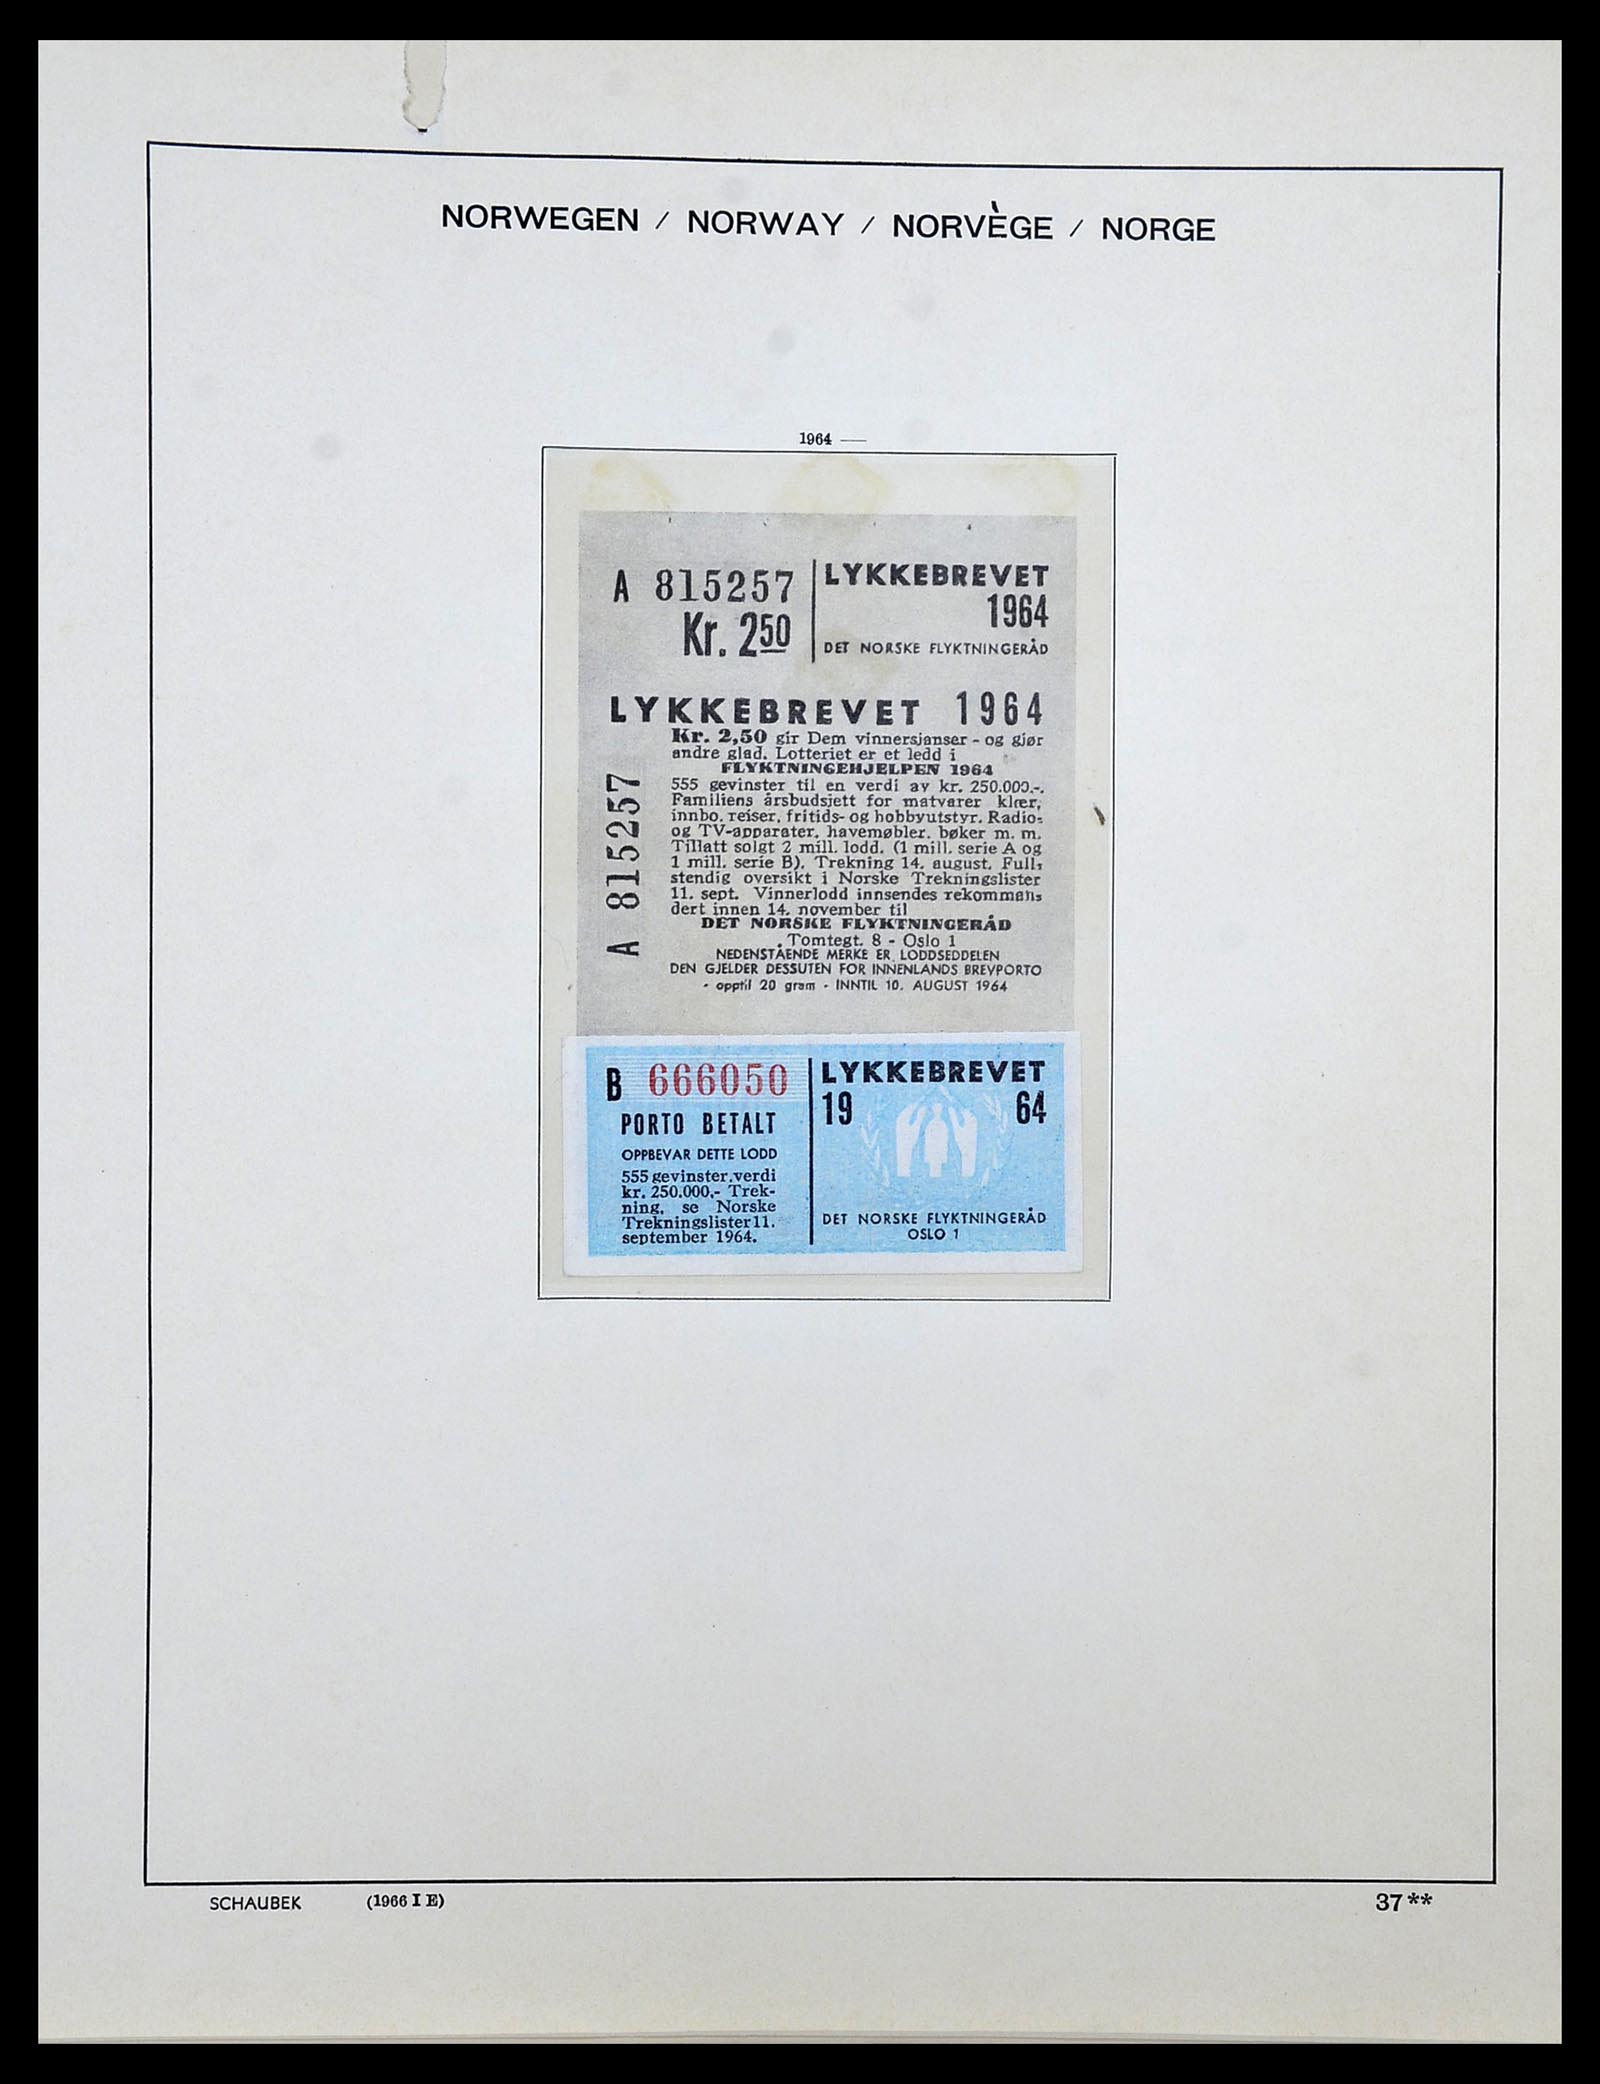 NORWEGEN / NORWAY / NORVÈGE / NORGE
1964 —
A 815257
Kr. 250
LYKKEBREVET
1964
DET NORSKE FLYKTNINGERÅD
LYKKEBREVET 1964
Kr. 2,50 gir Dem vinnersjanser - og gjør
andre glad. Lotteriet er et ledd i
FLYKTNINGEHJELPEN 1964
555 gevinster til en verdi av kr. 250.000.-.
Familiens årsbudsjett for matvarer klær,
innbo, reiser, fritids- og hobbyutstyr. Radio-
og TV-apparater, havemøbler, bøker m. m.
Tillatt solgt 2 mill. lodd. (1 mill. serie A og
1 mill. serie B). Trekning 14. august. Full-
stendig oversikt i Norske Trekningslister
11. sept. Vinnerlodd innsendes rekomman-
dert innen 14. november til
DET NORSKE FLYKTNINGERÅD
Tomtegt. 8 - Oslo 1
NEDENSTÅENDE MERKE ER LODDSEDDELEN
DEN GJELDER DESSUTEN FOR INNENLANDS BREVPORTO
- opptil 20 gram - INNTIL 10. AUGUST 1964
A 815257
B 666050
PORTO BETALT
OPPBEVAR DETTE LODD
555 gevinster, verdi
kr. 250.000,- Trek-
ning, se Norske
Trekningslister 11.
september 1964.
LYKKEBREVET
19 64
DET NORSKE FLYKTNINGERÅD
OSLO 1
SCHAUBEK (1966 I E) 37**